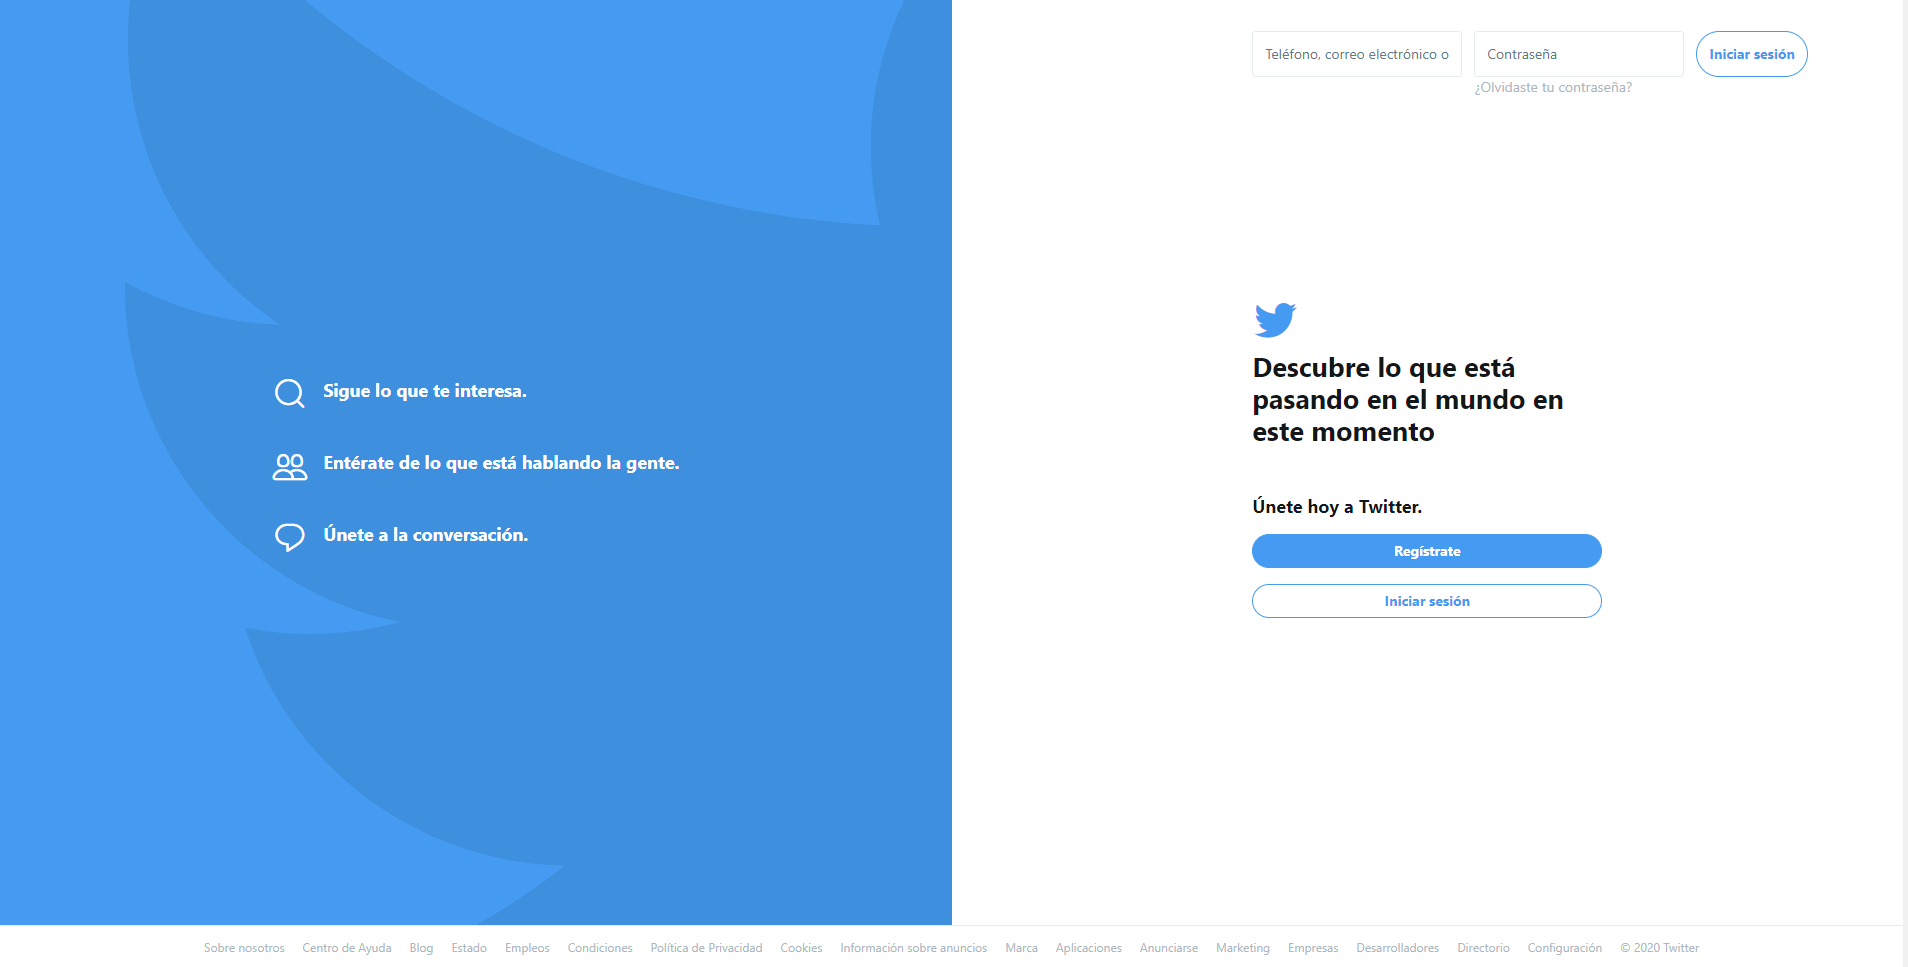 Teléfono, correo electrónico o
Contraseña
Iniciar sesión
¿Olvidaste tu contraseña?
Sigue lo que te interesa.
Entérate de lo que está hablando la gente.
Únete a la conversación.
Descubre lo que está
pasando en el mundo en
este momento
Únete hoy a Twitter.
Regístrate
Iniciar sesión
Sobre nosotros Centro de Ayuda Blog Estado Empleos Condiciones Política de Privacidad Cookies Información sobre anuncios Marca Aplicaciones Anunciarse Marketing Empresas Desarrolladores Directorio Configuración © 2020 Twitter